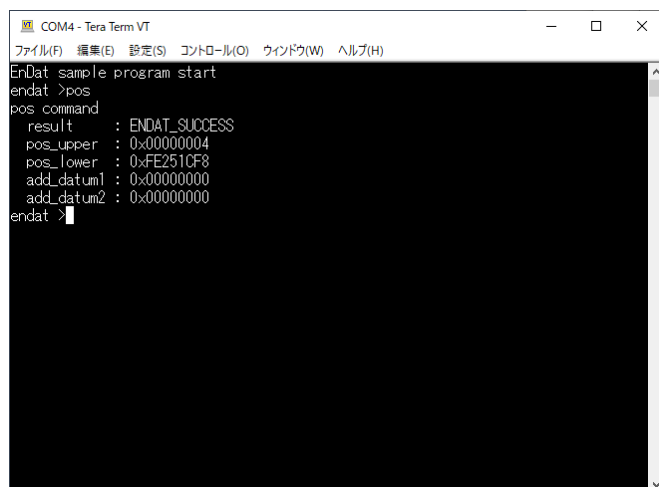 COM4 - Tera Term VT
ファイル(F) 編集(E) 設定(S) コントロール(O) ウィンドウ(W) ヘルプ(H)
EnDat sample program start
endat >pos
pos command
result : ENDAT_SUCCESS
pos_upper : 0x00000004
pos_lower : 0xFE251CF8
add_datum1 : 0x00000000
add_datum2 : 0x00000000
endat >